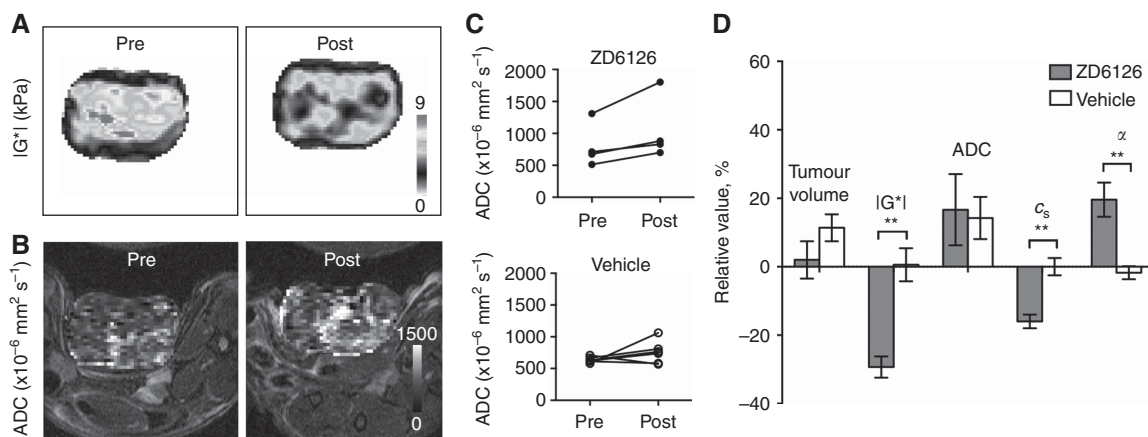 A
Pre
Post
|G*| (kPa)
9
0
B
Pre
Post
ADC (x10⁻⁶ mm² s⁻¹)
1500
0
C
ZD6126
ADC (x10⁻⁶ mm² s⁻¹)
2000
1500
1000
500
0
Pre
Post
Vehicle
ADC (x10⁻⁶ mm² s⁻¹)
2000
1500
1000
500
0
Pre
Post
D
Relative value, %
60
40
20
0
−20
−40
ZD6126
Vehicle
Tumour
volume
|G*|
**
ADC
cₛ
**
α
**